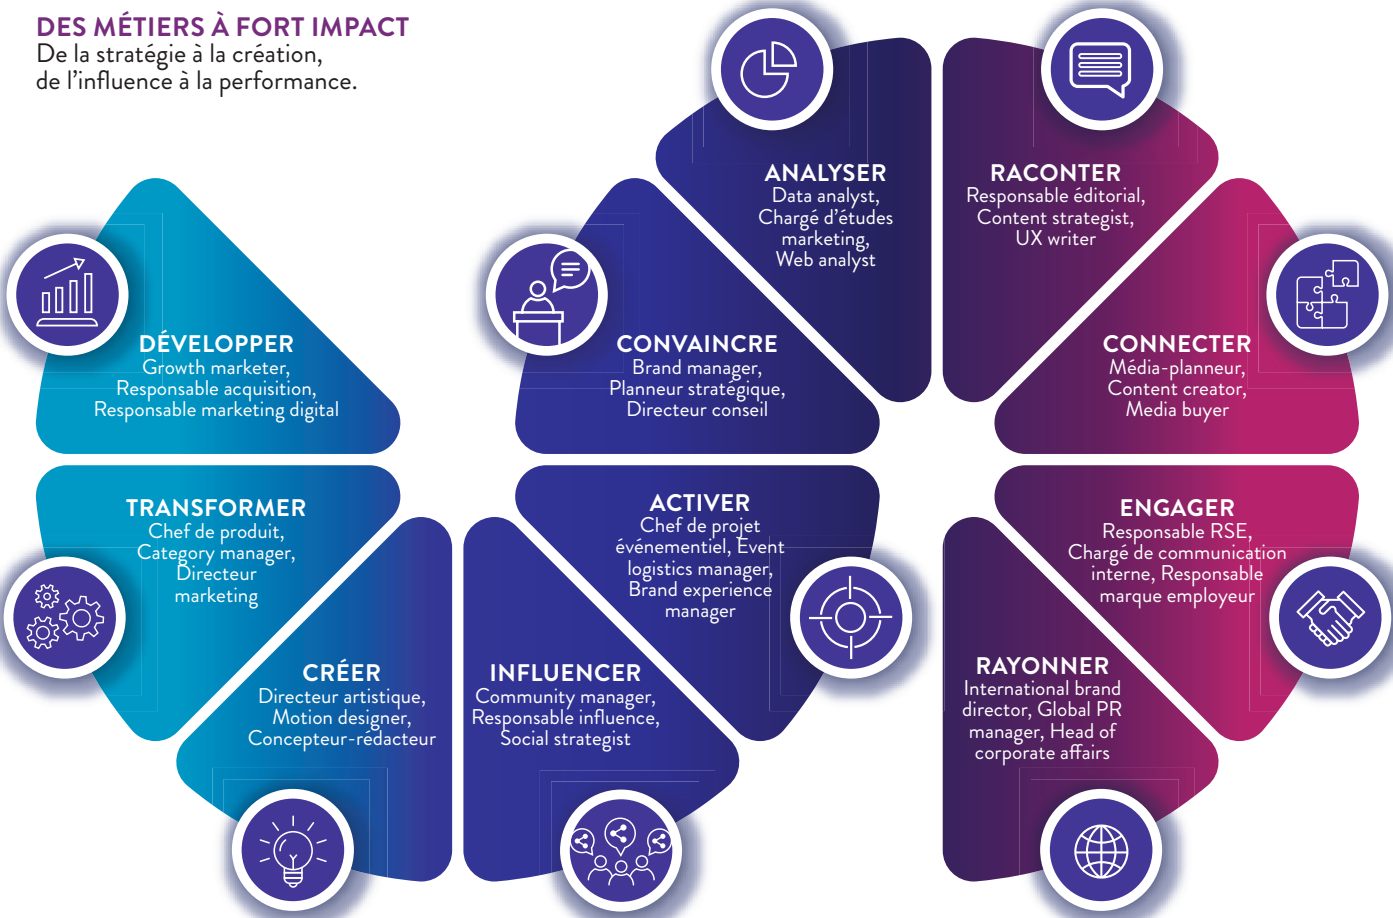 DES MÉTIERS À FORT IMPACT
De la stratégie à la création,
de l'influence à la performance.
DÉVELOPPER
Growth marketer,
Responsable acquisition,
Responsable marketing digital
TRANSFORMER
Chef de produit,
Category manager,
Directeur
marketing
CRÉER
Directeur artistique,
Motion designer,
Concepteur-rédacteur
INFLUENCER
Community manager,
Responsable influence,
Social strategist
ACTIVER
Chef de projet
événementiel, Event
logistics manager,
Brand experience
manager
CONVAINCRE
Brand manager,
Planneur stratégique,
Directeur conseil
ANALYSER
Data analyst,
Chargé d'études
marketing,
Web analyst
RACONTER
Responsable éditorial,
Content strategist,
UX writer
CONNECTER
Média-planneur,
Content creator,
Media buyer
ENGAGER
Responsable RSE,
Chargé de communication
interne, Responsable
marque employeur
RAYONNER
International brand
director, Global PR
manager, Head of
corporate affairs